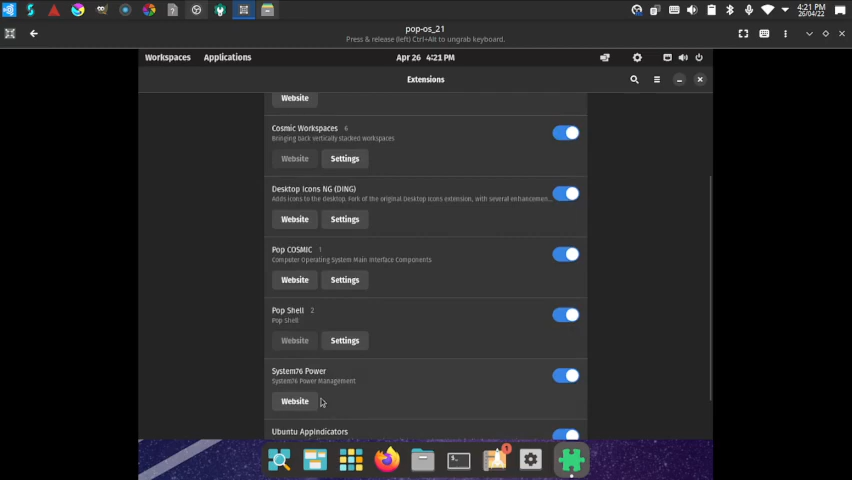 4:21 PM
26/04/22
pop-os_21
Press & release (left) Ctrl+Alt to ungrab keyboard.
Workspaces Applications Apr 26 4:21 PM
Extensions
Website
Cosmic Workspaces 6
Bringing back vertically stacked workspaces
Website Settings
Desktop Icons NG (DING)
Adds icons to the desktop. Fork of the original Desktop Icons extension, with several enhancemen...
Website Settings
Pop COSMIC 1
Computer Operating System Main Interface Components
Website Settings
Pop Shell 2
Pop Shell
Website Settings
System76 Power
System76 Power Management
Website
Ubuntu AppIndicators
1